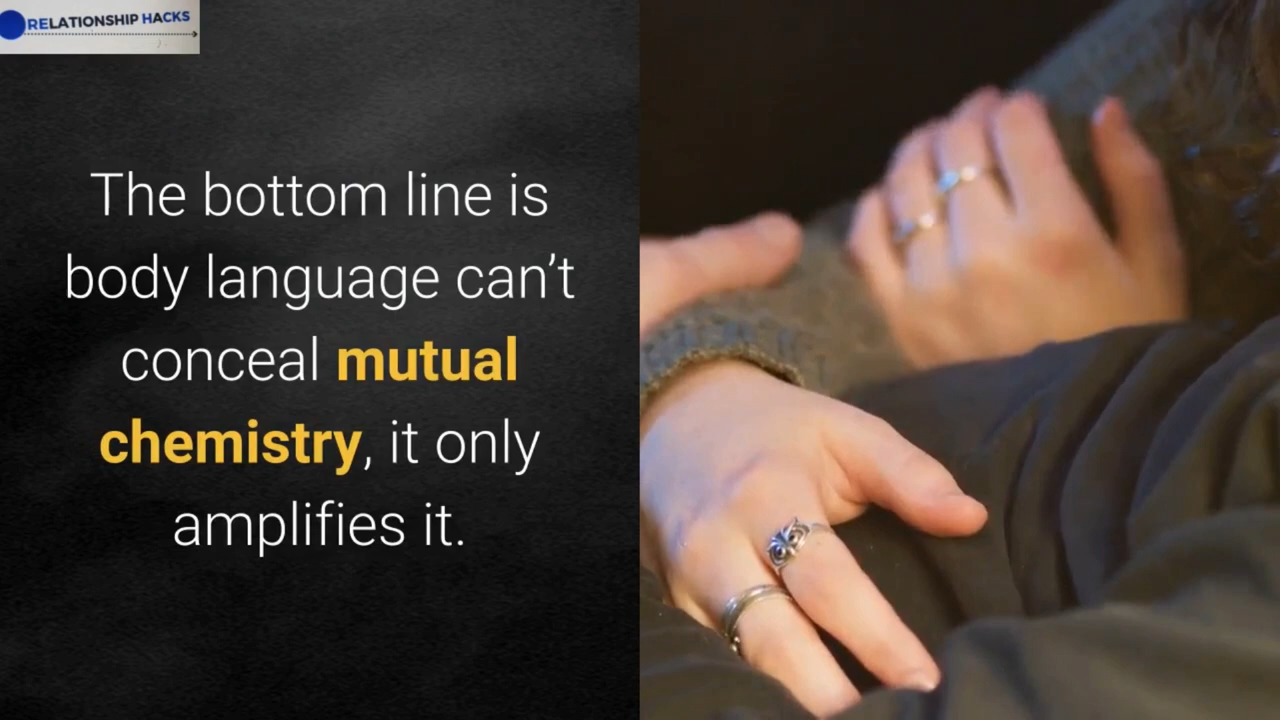 RELATIONSHIP HACKS
The bottom line is
body language can’t
conceal mutual
chemistry, it only
amplifies it.